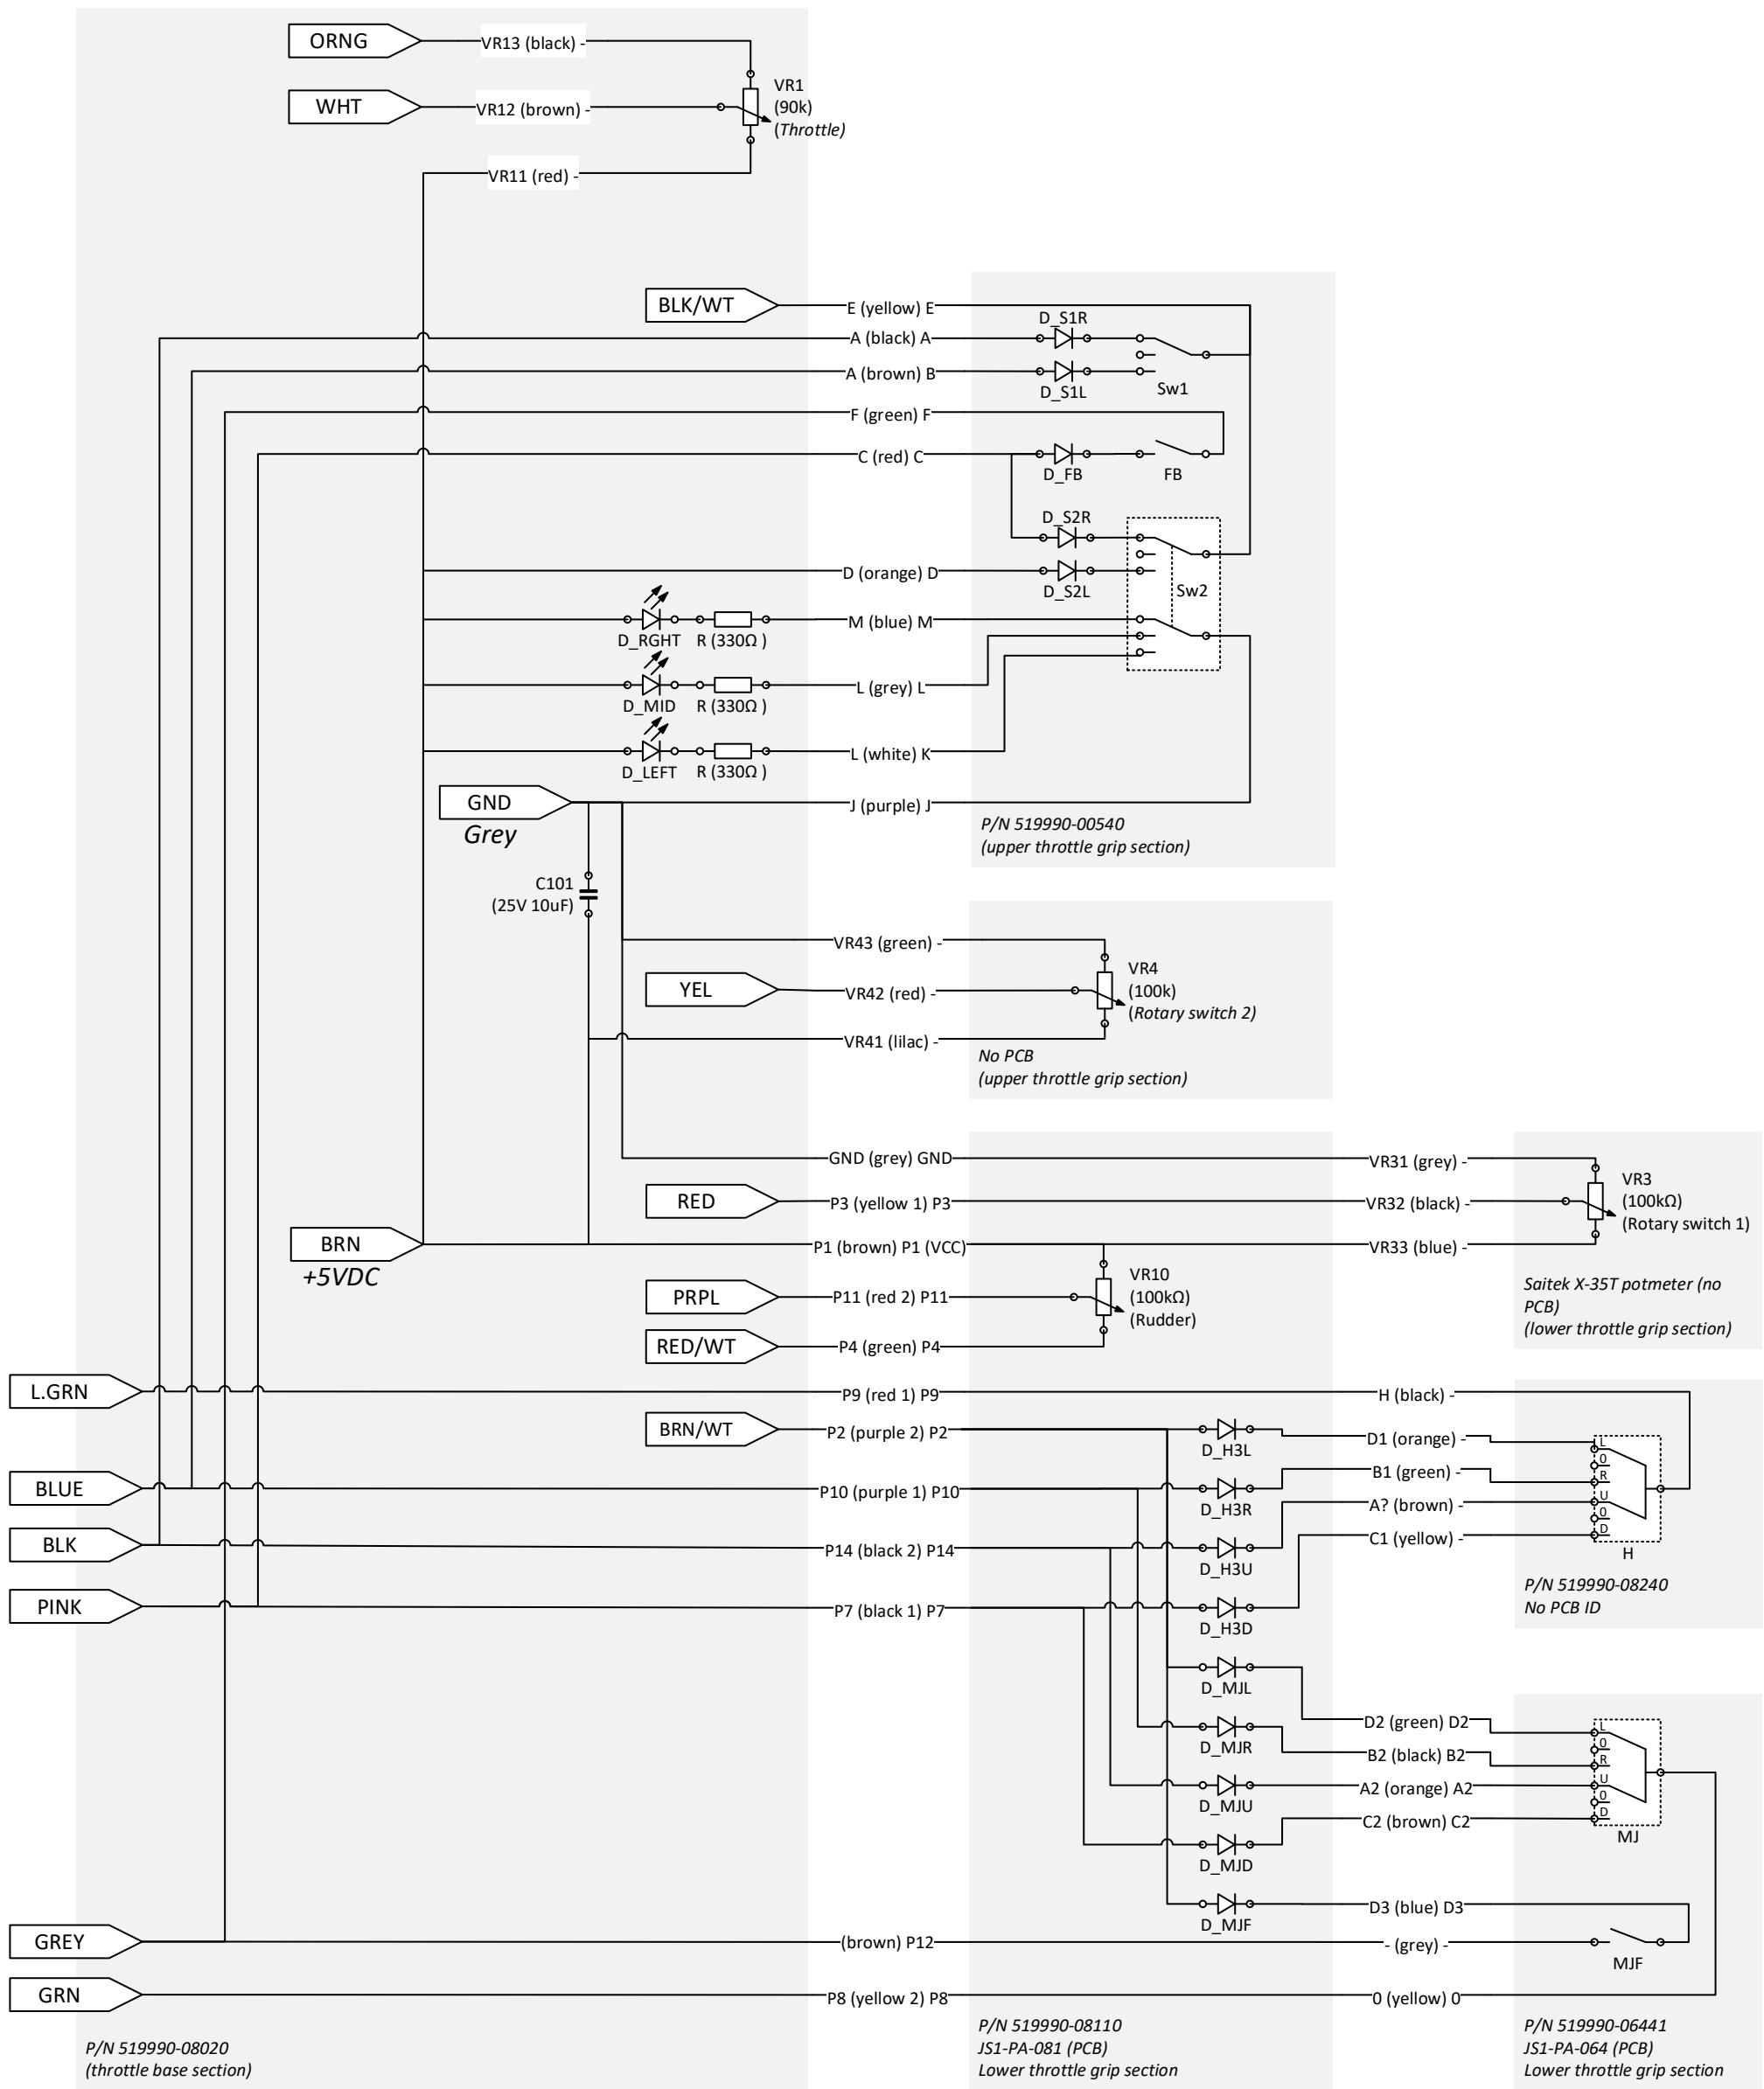 ORNG
VR13 (black) -
VR1
(90k)
(Throttle)
WHT
VR12 (brown) -
VR11 (red) -
BLK/WT
E (yellow) E
D_S1R
A (black) A
A (brown) B
D_S1L
Sw1
F (green) F
C (red) C
D_FB
FB
D_S2R
D (orange) D
D_S2L
Sw2
M (blue) M
D_RGHT
R (330Ω )
L (grey) L
D_MID
R (330Ω )
L (white) K
D_LEFT
R (330Ω )
GND
Grey
J (purple) J
P/N 519990-00540
(upper throttle grip section)
C101
(25V 10uF)
VR43 (green) -
VR4
(100k)
(Rotary switch 2)
YEL
VR42 (red) -
VR41 (lilac) -
No PCB
(upper throttle grip section)
GND (grey) GND
VR31 (grey) -
VR3
(100kΩ)
(Rotary switch 1)
RED
P3 (yellow 1) P3
VR32 (black) -
BRN
+5VDC
P1 (brown) P1 (VCC)
VR33 (blue) -
VR10
(100kΩ)
(Rudder)
Saitek X-35T potmeter (no
PCB)
(lower throttle grip section)
PRPL
P11 (red 2) P11
RED/WT
P4 (green) P4
L.GRN
P9 (red 1) P9
H (black) -
BRN/WT
P2 (purple 2) P2
D_H3L
D1 (orange) -
L
0
R
U
0
D
H
BLUE
P10 (purple 1) P10
D_H3R
B1 (green) -
A? (brown) -
BLK
P14 (black 2) P14
D_H3U
C1 (yellow) -
P/N 519990-08240
No PCB ID
PINK
P7 (black 1) P7
D_H3D
D_MJL
D2 (green) D2
L
0
R
U
0
D
MJ
D_MJR
B2 (black) B2
D_MJU
A2 (orange) A2
C2 (brown) C2
D_MJD
D3 (blue) D3
D_MJF
GREY
(brown) P12
- (grey) -
MJF
GRN
P8 (yellow 2) P8
0 (yellow) 0
P/N 519990-08020
(throttle base section)
P/N 519990-08110
JS1-PA-081 (PCB)
Lower throttle grip section
P/N 519990-06441
JS1-PA-064 (PCB)
Lower throttle grip section